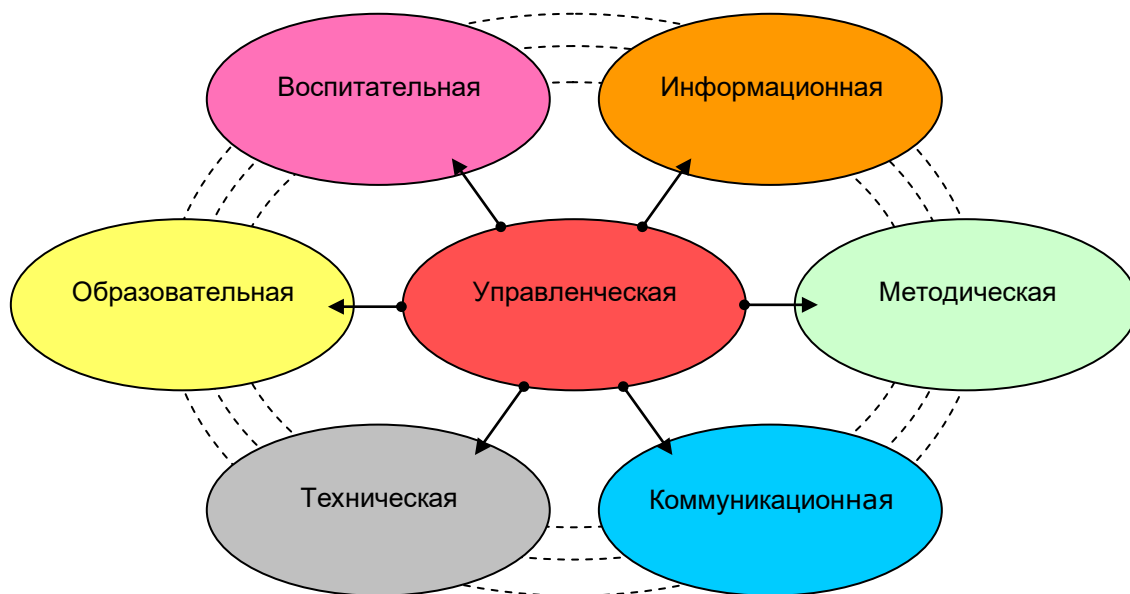 Воспитательная
Информационная
Образовательная
Управленческая
Методическая
Техническая
Коммуникационная